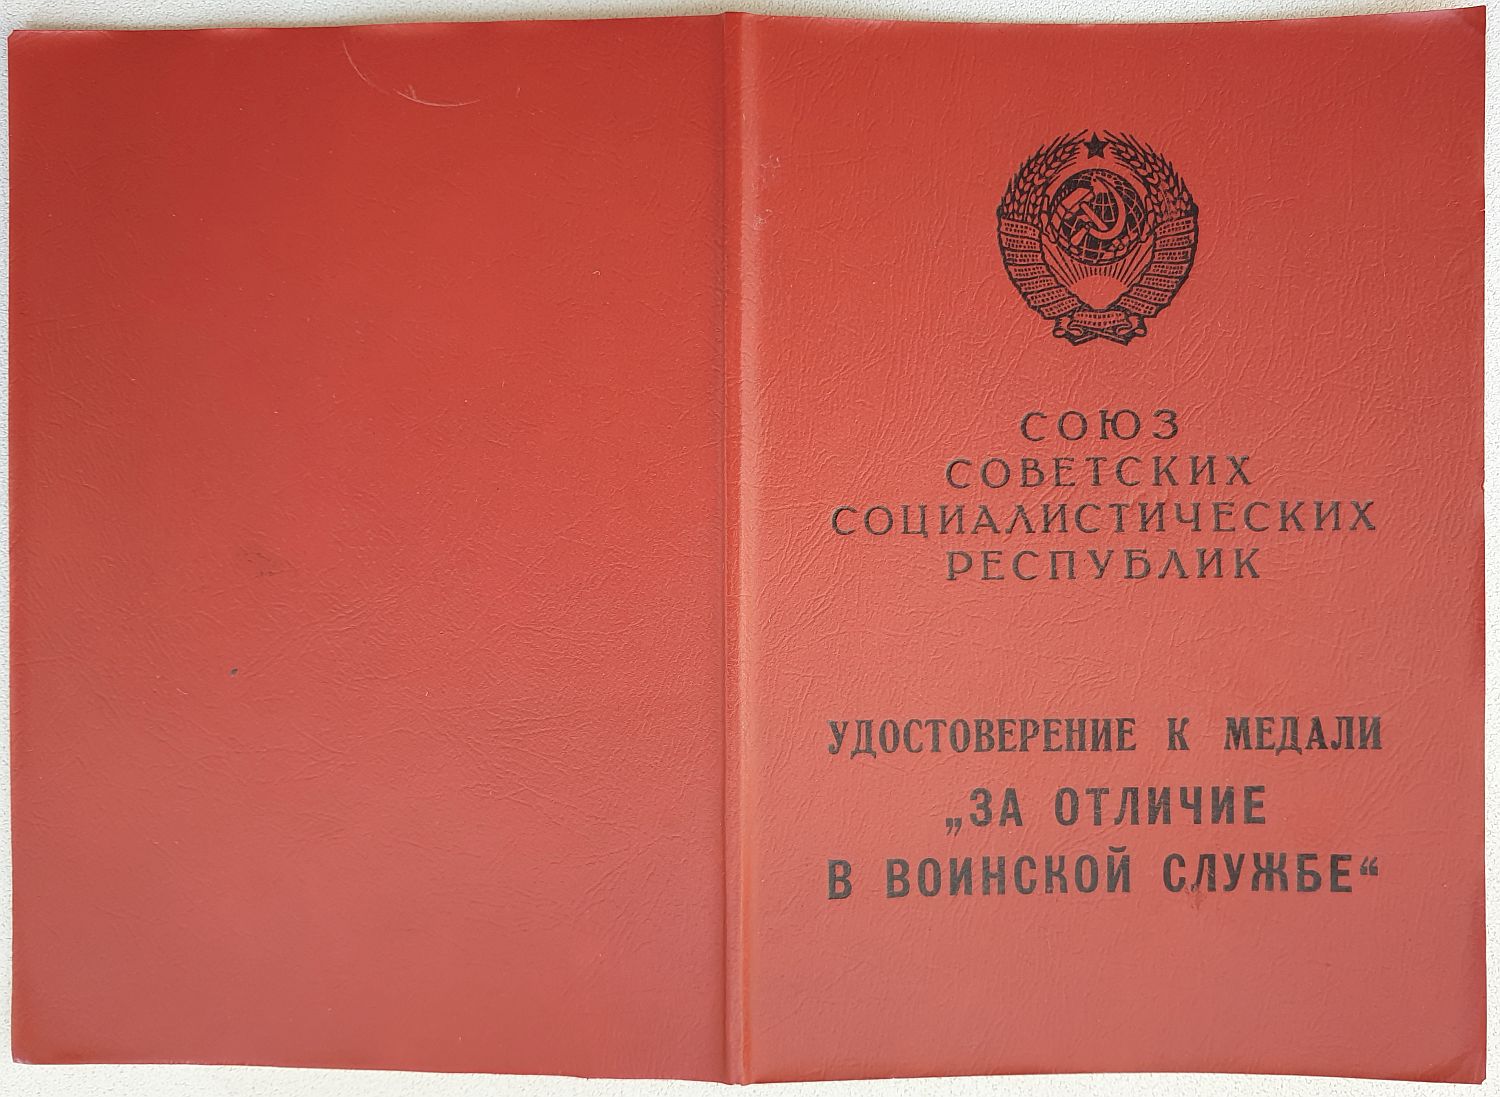 СОЮЗ
СОВЕТСКИХ
СОЦИАЛИСТИЧЕСКИХ
РЕСПУБЛИК
УДОСТОВЕРЕНИЕ К МЕДАЛИ
„ЗА ОТЛИЧИЕ
В ВОИНСКОЙ СЛУЖБЕ“